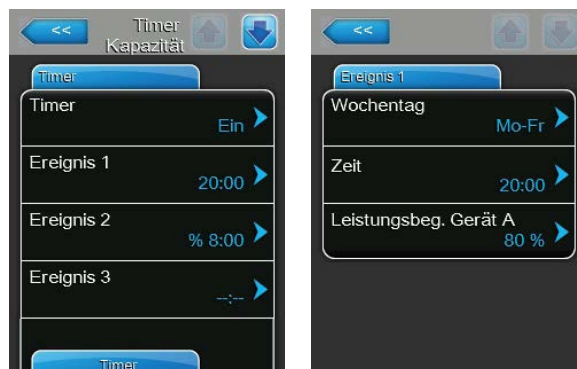 <<
Timer
Kapazität
Timer
Timer
Ein
Ereignis 1
20:00
Ereignis 2
% 8:00
Ereignis 3
--:--
Timer
<<
Ereignis 1
Wochentag
Mo-Fr
Zeit
20:00
Leistungsbeg. Gerät A
80 %